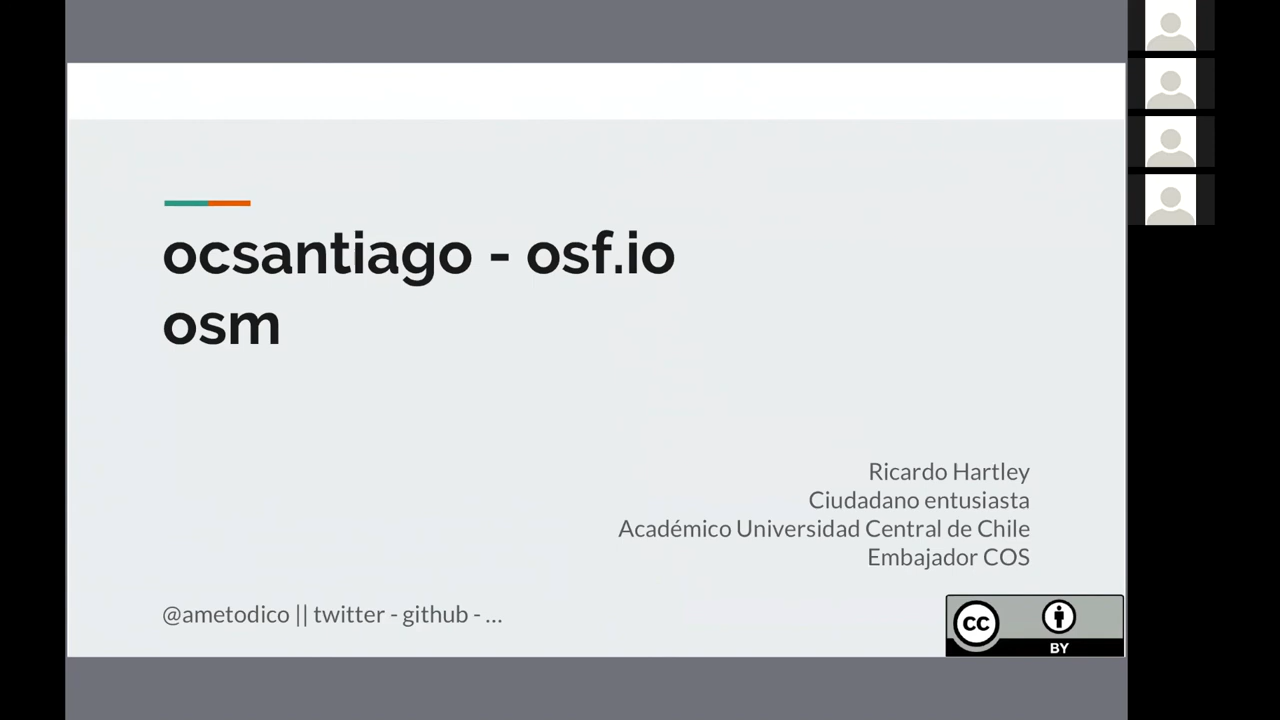 ocsantiago - osf.io
osm
Ricardo Hartley
Ciudadano entusiasta
Académico Universidad Central de Chile
Embajador COS
@ametodico || twitter - github - ...
cc
BY